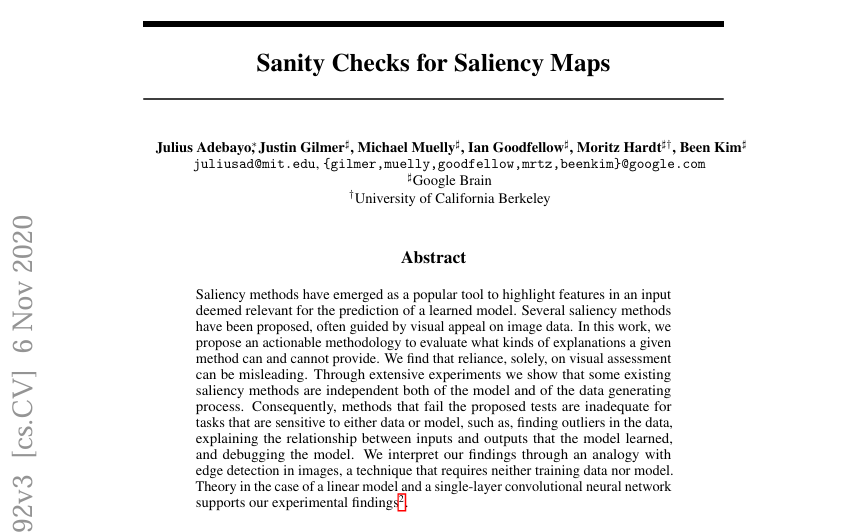 Sanity Checks for Saliency Maps
Julius Adebayo,* Justin Gilmer♯, Michael Muelly♯, Ian Goodfellow♯, Moritz Hardt♯†, Been Kim♯
juliusad@mit.edu, {gilmer,muelly,goodfellow,mrtz,beenkim}@google.com
♯Google Brain
†University of California Berkeley
Abstract
Saliency methods have emerged as a popular tool to highlight features in an input
deemed relevant for the prediction of a learned model. Several saliency methods
have been proposed, often guided by visual appeal on image data. In this work, we
propose an actionable methodology to evaluate what kinds of explanations a given
method can and cannot provide. We find that reliance, solely, on visual assessment
can be misleading. Through extensive experiments we show that some existing
saliency methods are independent both of the model and of the data generating
process. Consequently, methods that fail the proposed tests are inadequate for
tasks that are sensitive to either data or model, such as, finding outliers in the data,
explaining the relationship between inputs and outputs that the model learned,
and debugging the model. We interpret our findings through an analogy with
edge detection in images, a technique that requires neither training data nor model.
Theory in the case of a linear model and a single-layer convolutional neural network
supports our experimental findings2.
92v3 [cs.CV] 6 Nov 2020